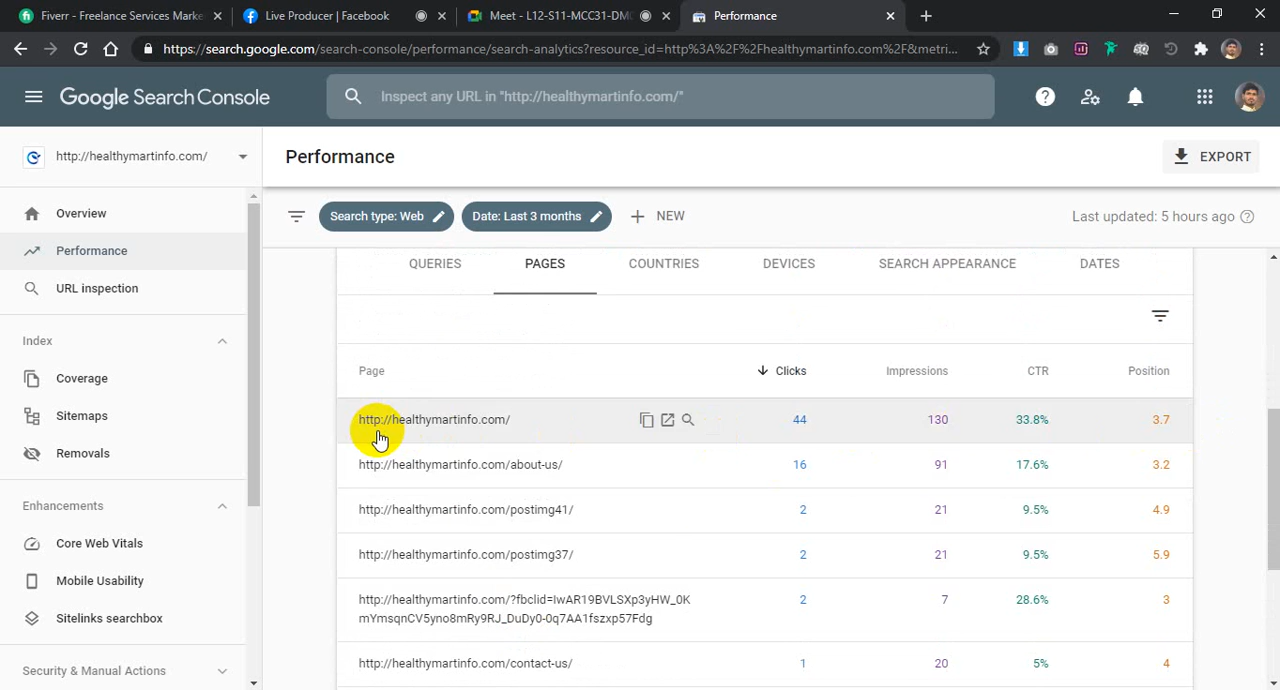 Fiverr - Freelance Services Marke
Live Producer | Facebook
Meet - L12-S11-MCC31-DM
Performance
https://search.google.com/search-console/performance/search-analytics?resource_id=http%3A%2F%2Fhealthymartinfo.com%2F&metri...
Google Search Console
Inspect any URL in "http://healthymartinfo.com/"
http://healthymartinfo.com/
Performance
EXPORT
Overview
Performance
URL inspection
Index
Coverage
Sitemaps
Removals
Enhancements
Core Web Vitals
Mobile Usability
Sitelinks searchbox
Security & Manual Actions
Search type: Web
Date: Last 3 months
NEW
Last updated: 5 hours ago
QUERIES PAGES COUNTRIES DEVICES SEARCH APPEARANCE DATES
Page Clicks Impressions CTR Position
http://healthymartinfo.com/ 44 130 33.8% 3.7
http://healthymartinfo.com/about-us/ 16 91 17.6% 3.2
http://healthymartinfo.com/postimg41/ 2 21 9.5% 4.9
http://healthymartinfo.com/postimg37/ 2 21 9.5% 5.9
http://healthymartinfo.com/?fbclid=IwAR19BVLSXp3yHW_0K 2 7 28.6% 3
mYmsqnCV5yno8mRy9RJ_DuDy0-0q7AA1fszxp57Fdg
http://healthymartinfo.com/contact-us/ 1 20 5% 4